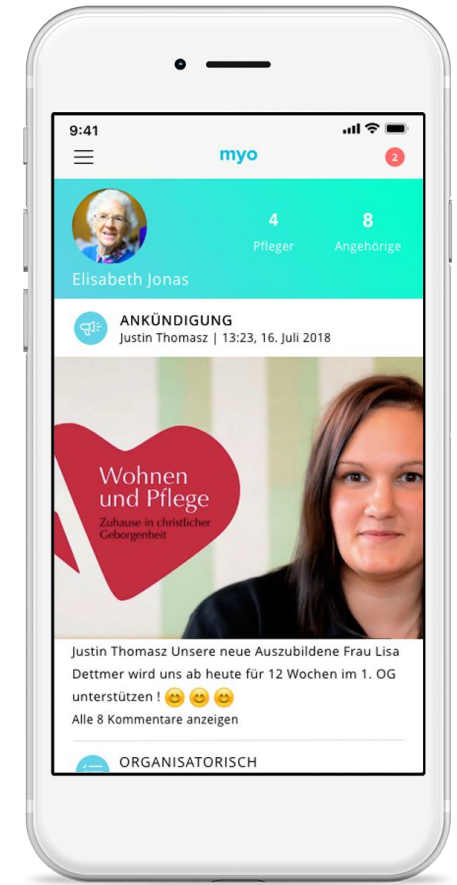 9:41
myo
2
4
8
Pfleger
Angehörige
Elisabeth Jonas
ANKÜNDIGUNG
Justin Thomasz | 13:23, 16. Juli 2018
Wohnen
und Pflege
Zuhause in christlicher
Geborgenheit
Justin Thomasz Unsere neue Auszubildene Frau Lisa
Dettmer wird uns ab heute für 12 Wochen im 1. OG
unterstützen ! 😊 😊 😊
Alle 8 Kommentare anzeigen
ORGANISATORISCH